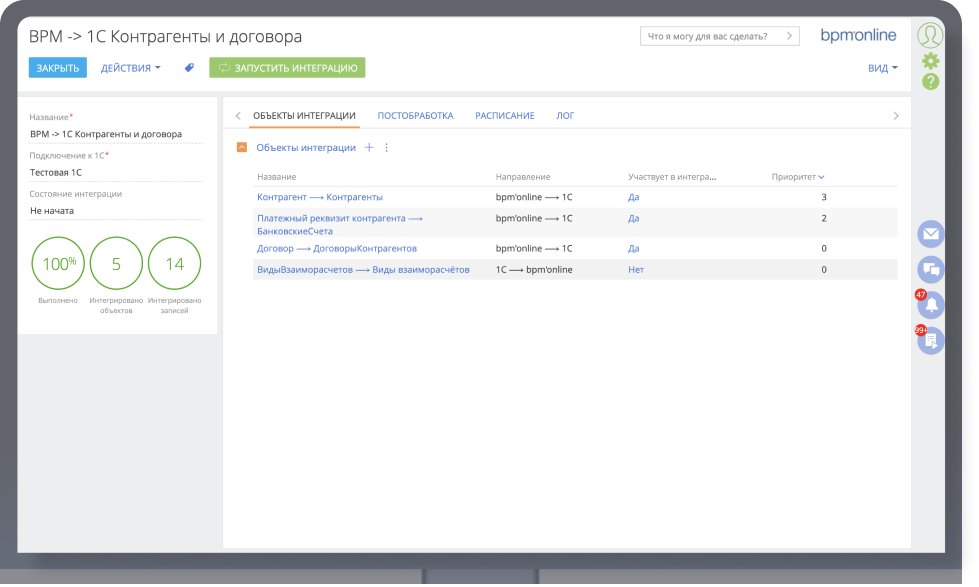 BPM -> 1С Контрагенты и договора
Что я могу для вас сделать?
bpm'online
ЗАКРЫТЬ
ДЕЙСТВИЯ
ЗАПУСТИТЬ ИНТЕГРАЦИЮ
ВИД
Название*
BPM -> 1С Контрагенты и договора
Подключение к 1С*
Тестовая 1С
Состояние интеграции
Не начата
100%
5
14
Выполнено
Интегрировано объектов
Интегрировано записей
ОБЪЕКТЫ ИНТЕГРАЦИИ
ПОСТОБРАБОТКА
РАСПИСАНИЕ
ЛОГ
Объекты интеграции
Название
Направление
Участвует в интегра...
Приоритет
Контрагент ⟶ Контрагенты
bpm'online ⟶ 1С
Да
3
Платежный реквизит контрагента ⟶
БанковскиеСчета
bpm'online ⟶ 1С
Да
2
Договор ⟶ ДоговорыКонтрагентов
bpm'online ⟶ 1С
Да
0
ВидыВзаиморасчетов ⟶ Виды взаиморасчётов
1С ⟶ bpm'online
Нет
0
47
99+